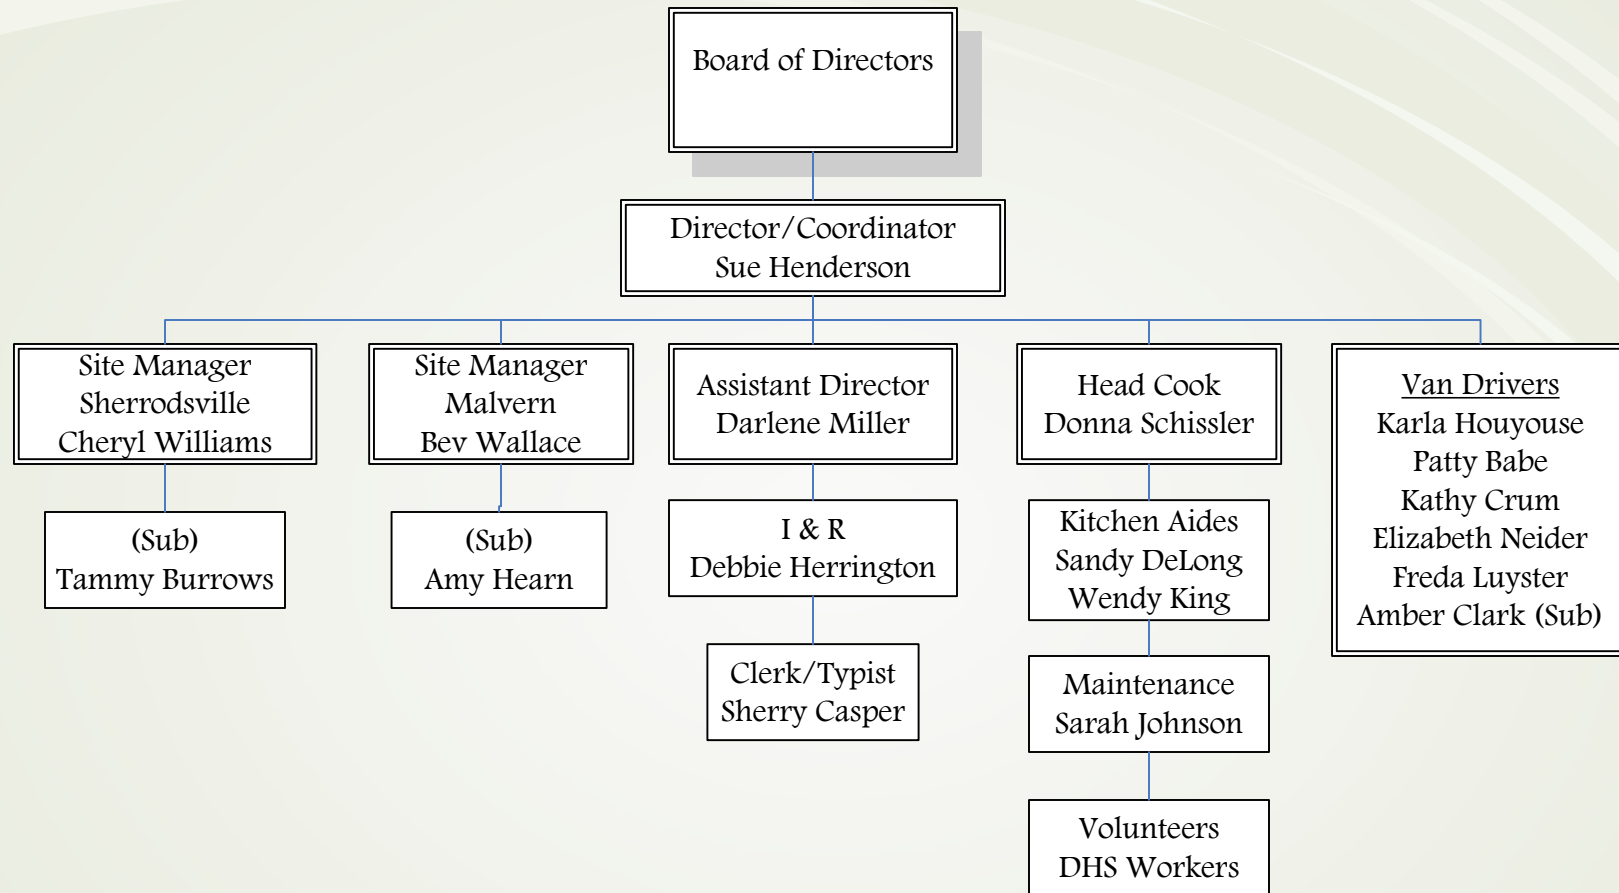 Board of Directors
Director/Coordinator
Sue Henderson
Site Manager
Sherrodsville
Cheryl Williams
(Sub)
Tammy Burrows
Site Manager
Malvern
Bev Wallace
(Sub)
Amy Hearn
Assistant Director
Darlene Miller
I & R
Debbie Herrington
Clerk/Typist
Sherry Casper
Head Cook
Donna Schissler
Kitchen Aides
Sandy DeLong
Wendy King
Maintenance
Sarah Johnson
Volunteers
DHS Workers
Van Drivers
Karla Houyouse
Patty Babe
Kathy Crum
Elizabeth Neider
Freda Luyster
Amber Clark (Sub)